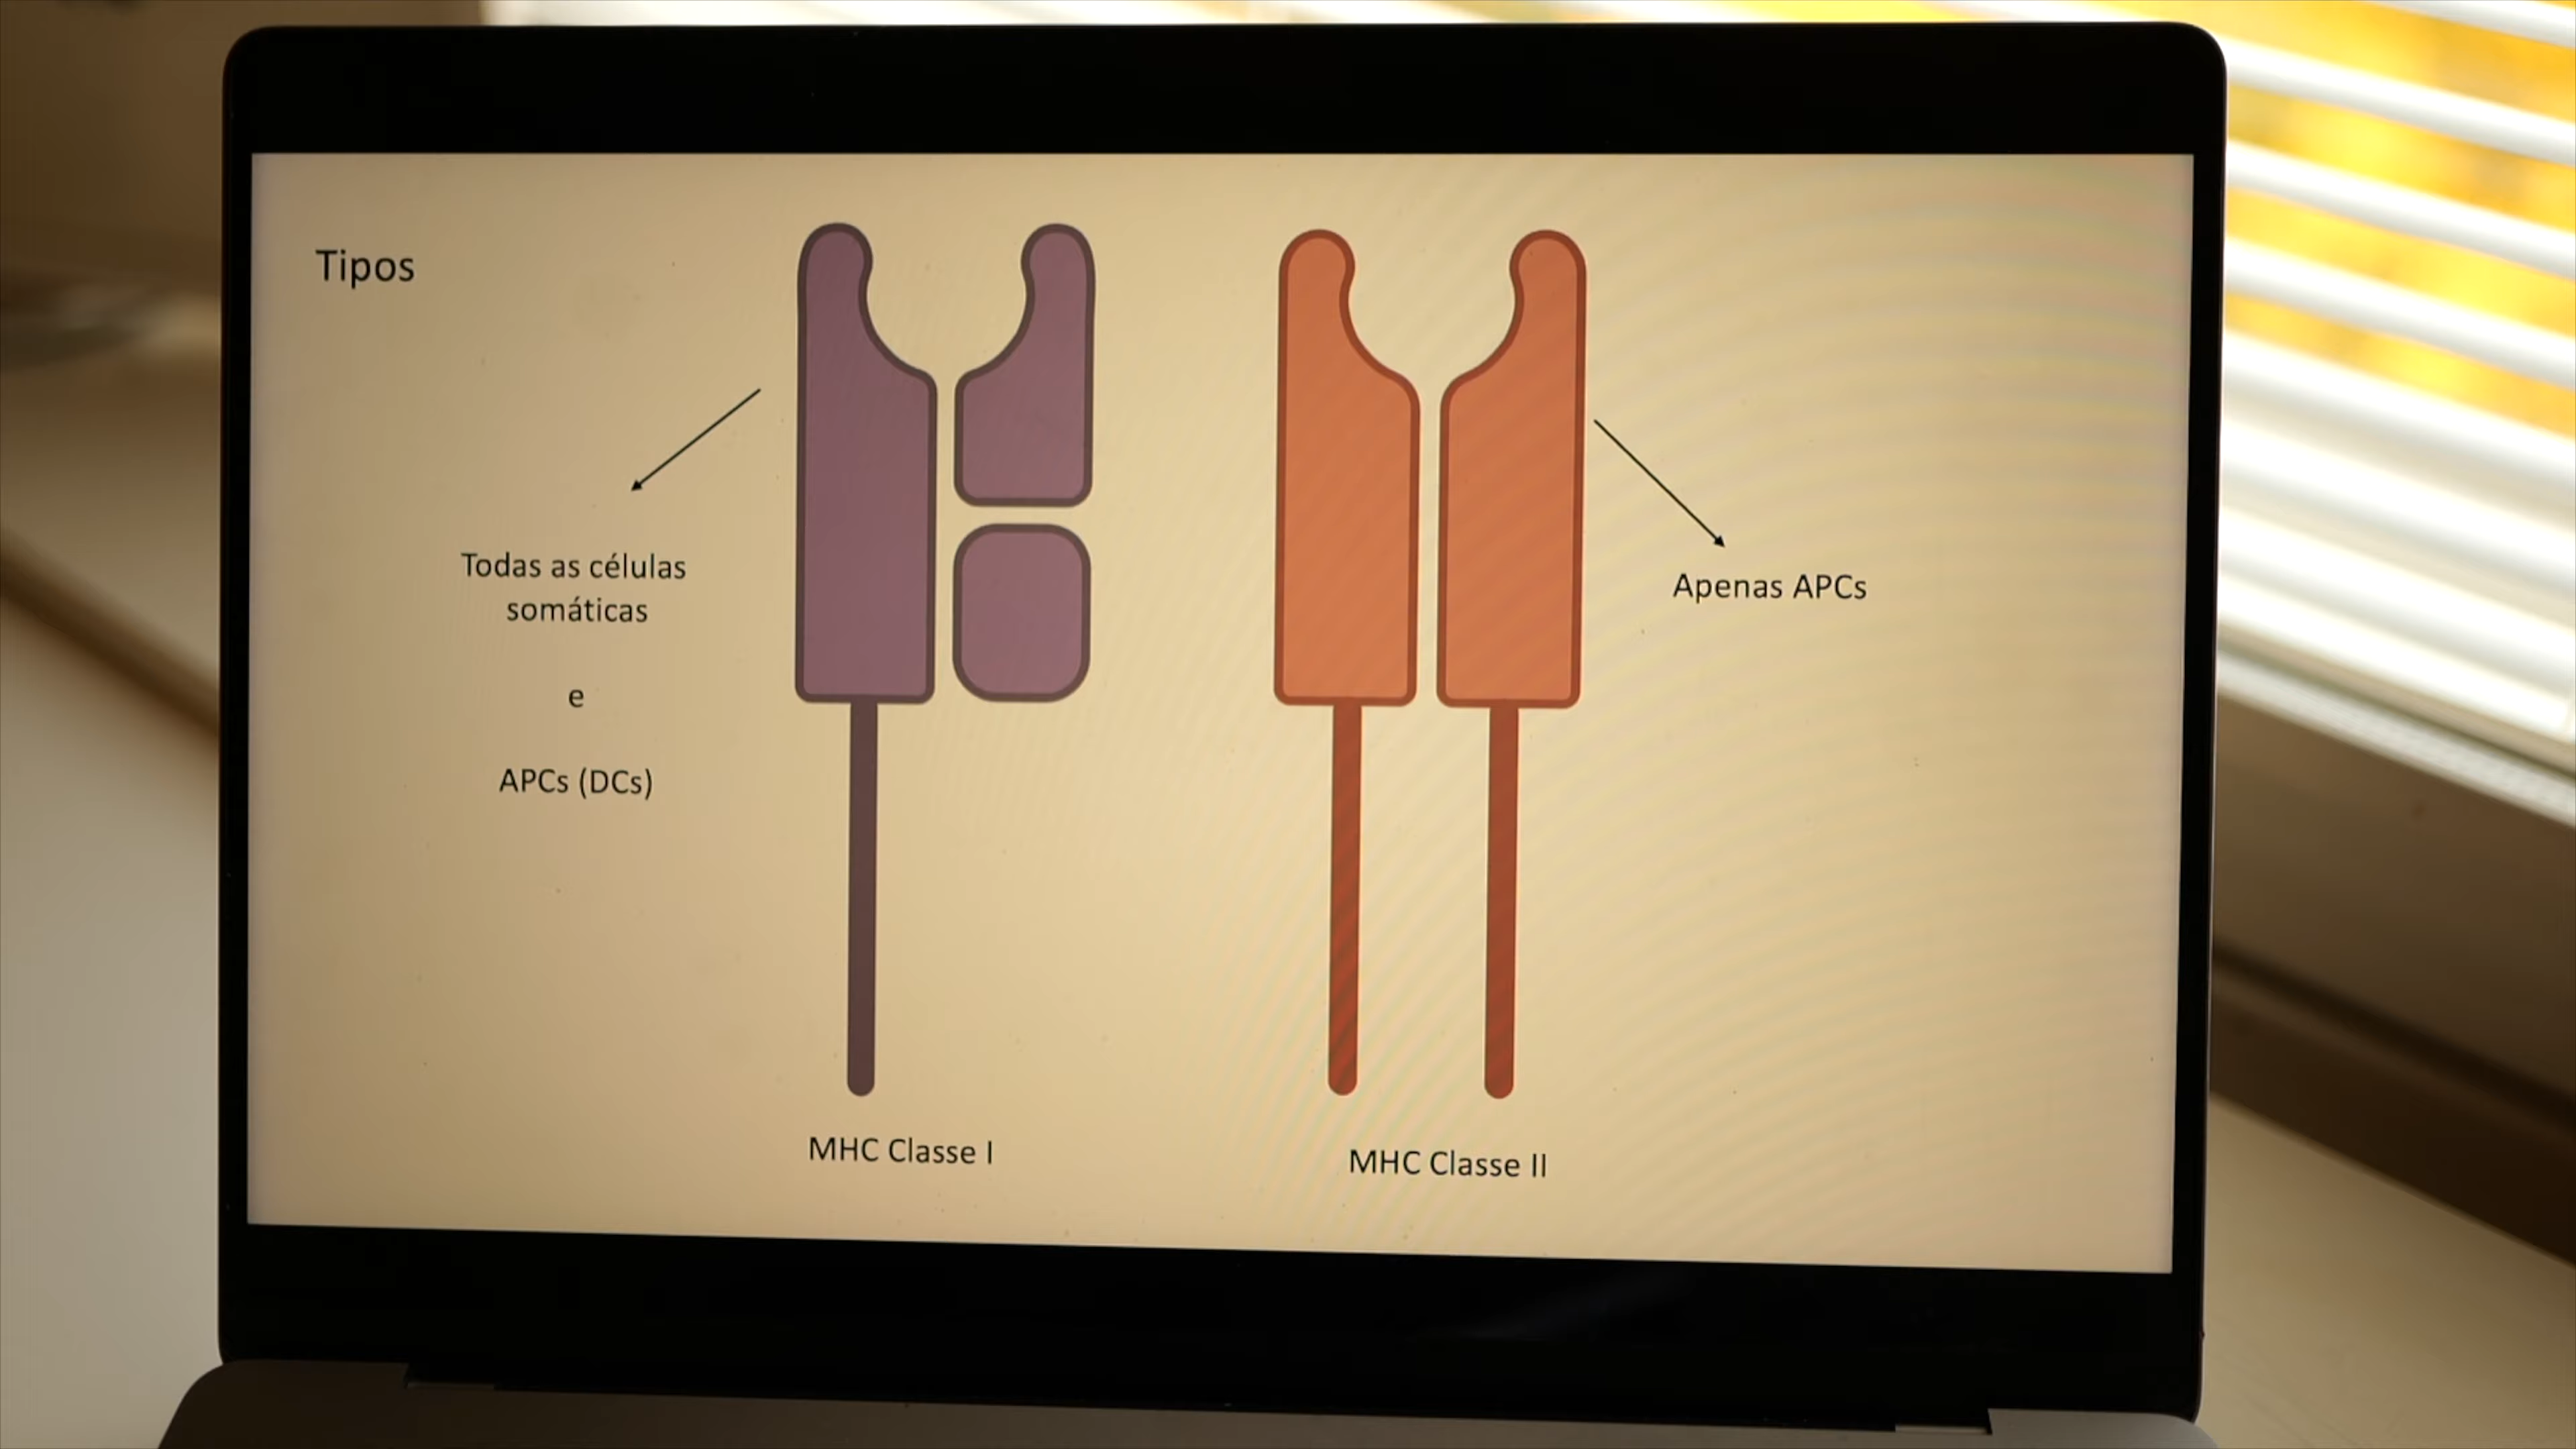 Tipos
Todas as células
somáticas
e
APCs (DCs)
Apenas APCs
MHC Classe I
MHC Classe II